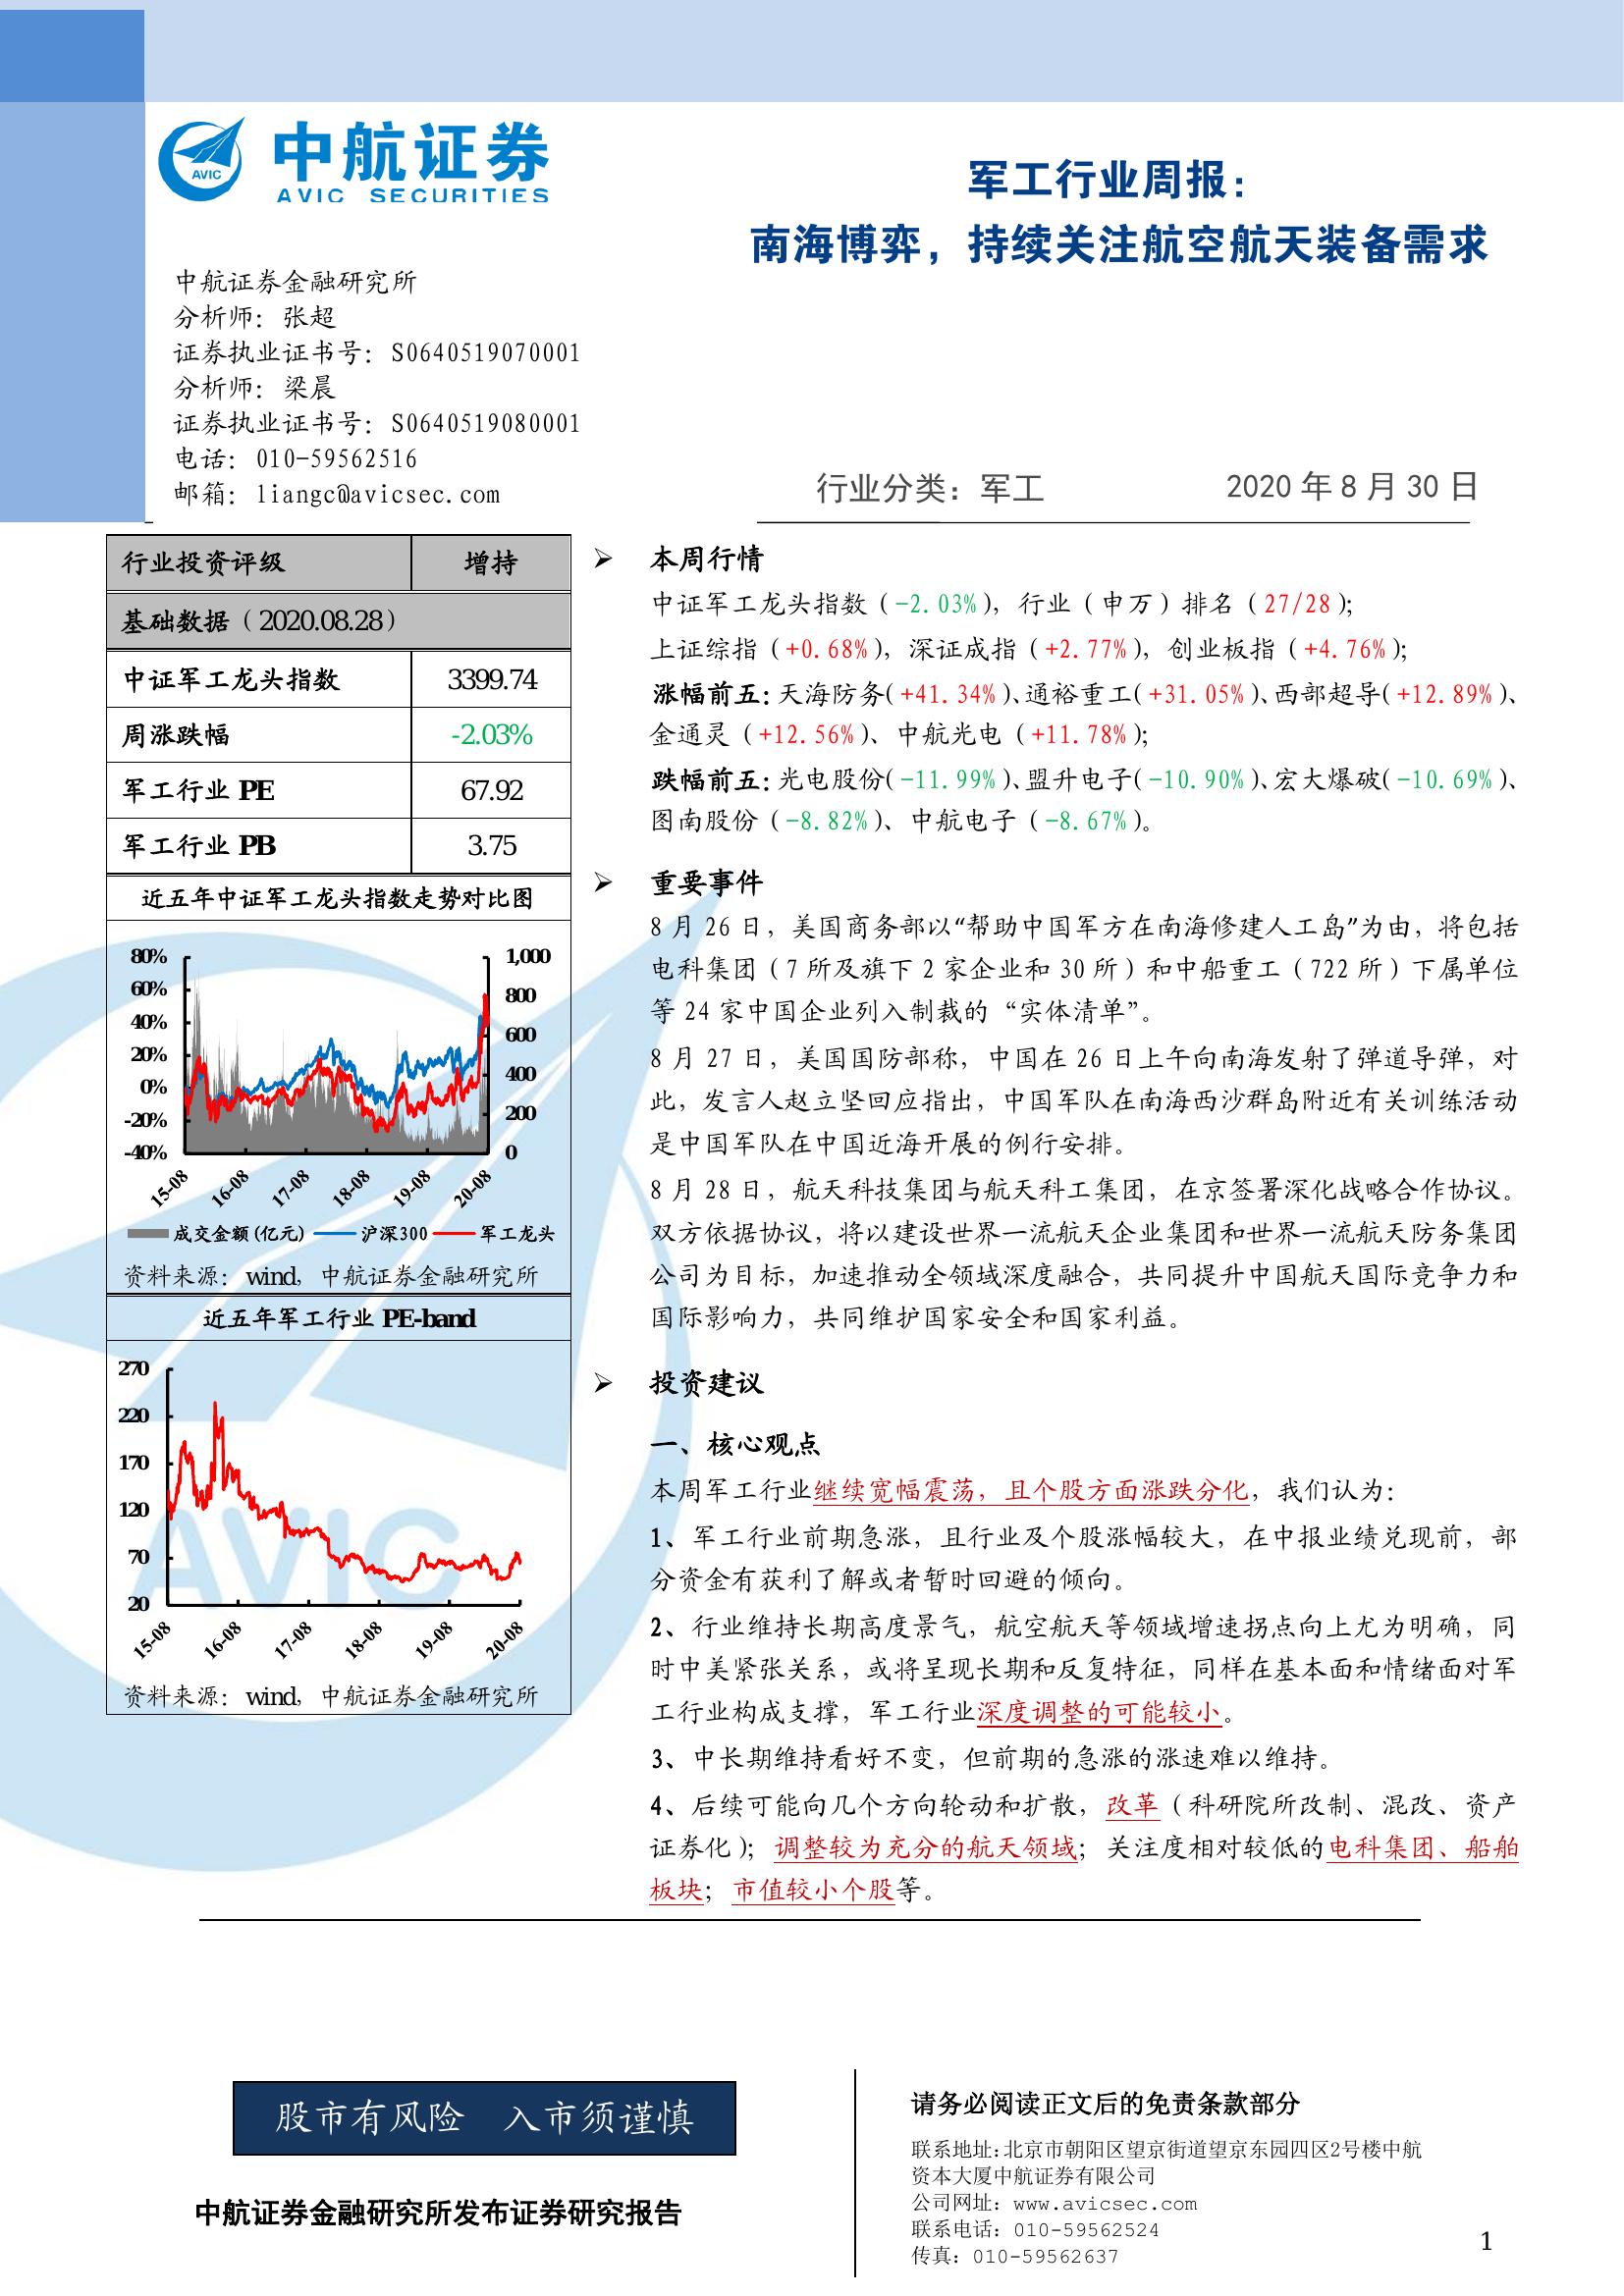 中航证券
AVIC SECURITIES
AVIC
军工行业周报：
南海博弈，持续关注航空航天装备需求
中航证券金融研究所
分析师：张超
证券执业证书号：S0640519070001
分析师：梁晨
证券执业证书号：S0640519080001
电话：010-59562516
邮箱：liangc@avicsec.com
行业分类：军工 2020 年 8 月 30 日
行业投资评级 增持
基础数据（2020.08.28）
中证军工龙头指数 3399.74
周涨跌幅 -2.03%
军工行业 PE 67.92
军工行业 PB 3.75
近五年中证军工龙头指数走势对比图
80%
60%
40%
20%
0%
-20%
-40%
1,000
800
600
400
200
0
15-08 16-08 17-08 18-08 19-08 20-08
成交金额(亿元) 沪深300 军工龙头
资料来源：wind，中航证券金融研究所
近五年军工行业 PE-band
270
220
170
120
70
20
15-08 16-08 17-08 18-08 19-08 20-08
资料来源：wind，中航证券金融研究所
AVIC
➢ 本周行情
中证军工龙头指数（-2.03%），行业（申万）排名（27/28）；
上证综指（+0.68%），深证成指（+2.77%），创业板指（+4.76%）；
涨幅前五：天海防务(+41.34%)、通裕重工(+31.05%)、西部超导(+12.89%)、
金通灵（+12.56%）、中航光电（+11.78%）；
跌幅前五：光电股份(-11.99%)、盟升电子(-10.90%)、宏大爆破(-10.69%)、
图南股份（-8.82%）、中航电子（-8.67%）。
➢ 重要事件
8 月 26 日，美国商务部以“帮助中国军方在南海修建人工岛”为由，将包括
电科集团（7 所及旗下 2 家企业和 30 所）和中船重工（722 所）下属单位
等 24 家中国企业列入制裁的“实体清单”。
8 月 27 日，美国国防部称，中国在 26 日上午向南海发射了弹道导弹，对
此，发言人赵立坚回应指出，中国军队在南海西沙群岛附近有关训练活动
是中国军队在中国近海开展的例行安排。
8 月 28 日，航天科技集团与航天科工集团，在京签署深化战略合作协议。
双方依据协议，将以建设世界一流航天企业集团和世界一流航天防务集团
公司为目标，加速推动全领域深度融合，共同提升中国航天国际竞争力和
国际影响力，共同维护国家安全和国家利益。
➢ 投资建议
一、核心观点
本周军工行业继续宽幅震荡，且个股方面涨跌分化，我们认为：
1、军工行业前期急涨，且行业及个股涨幅较大，在中报业绩兑现前，部
分资金有获利了解或者暂时回避的倾向。
2、行业维持长期高度景气，航空航天等领域增速拐点向上尤为明确，同
时中美紧张关系，或将呈现长期和反复特征，同样在基本面和情绪面对军
工行业构成支撑，军工行业深度调整的可能较小。
3、中长期维持看好不变，但前期的急涨的涨速难以维持。
4、后续可能向几个方向轮动和扩散，改革（科研院所改制、混改、资产
证券化）；调整较为充分的航天领域；关注度相对较低的电科集团、船舶
板块；市值较小个股等。
股市有风险 入市须谨慎
中航证券金融研究所发布证券研究报告
请务必阅读正文后的免责条款部分
联系地址：北京市朝阳区望京街道望京东园四区2号楼中航
资本大厦中航证券有限公司
公司网址：www.avicsec.com
联系电话：010-59562524
传真：010-59562637
1